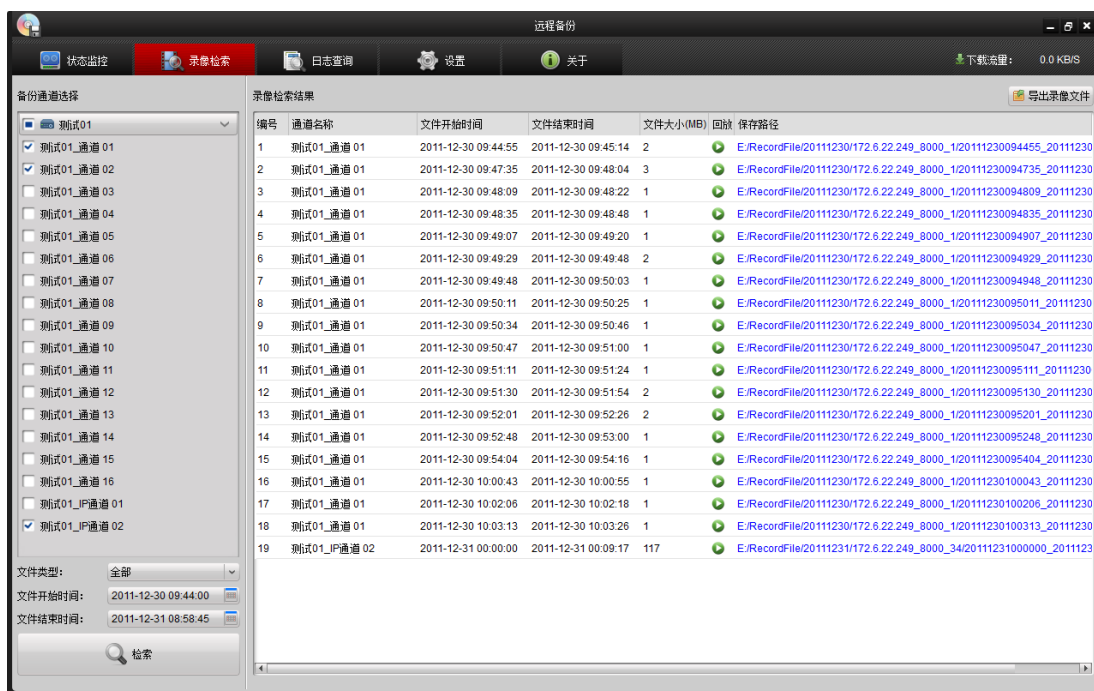 远程备份
状态监控 录像检索 日志查询 设置 关于 下载流量： 0.0 KB/S
备份通道选择
测试01
测试01_通道 01
测试01_通道 02
测试01_通道 03
测试01_通道 04
测试01_通道 05
测试01_通道 06
测试01_通道 07
测试01_通道 08
测试01_通道 09
测试01_通道 10
测试01_通道 11
测试01_通道 12
测试01_通道 13
测试01_通道 14
测试01_通道 15
测试01_通道 16
测试01_IP通道 01
测试01_IP通道 02
文件类型： 全部
文件开始时间： 2011-12-30 09:44:00
文件结束时间： 2011-12-31 08:58:45
检索
录像检索结果 导出录像文件
编号 通道名称 文件开始时间 文件结束时间 文件大小(MB) 回放 保存路径
1 测试01_通道 01 2011-12-30 09:44:55 2011-12-30 09:45:14 2 E:/RecordFile/20111230/172.6.22.249_8000_1/20111230094455_20111230
2 测试01_通道 01 2011-12-30 09:47:35 2011-12-30 09:48:04 3 E:/RecordFile/20111230/172.6.22.249_8000_1/20111230094735_20111230
3 测试01_通道 01 2011-12-30 09:48:09 2011-12-30 09:48:22 1 E:/RecordFile/20111230/172.6.22.249_8000_1/20111230094809_20111230
4 测试01_通道 01 2011-12-30 09:48:35 2011-12-30 09:48:48 1 E:/RecordFile/20111230/172.6.22.249_8000_1/20111230094835_20111230
5 测试01_通道 01 2011-12-30 09:49:07 2011-12-30 09:49:20 1 E:/RecordFile/20111230/172.6.22.249_8000_1/20111230094907_20111230
6 测试01_通道 01 2011-12-30 09:49:29 2011-12-30 09:49:48 2 E:/RecordFile/20111230/172.6.22.249_8000_1/20111230094929_20111230
7 测试01_通道 01 2011-12-30 09:49:48 2011-12-30 09:50:03 1 E:/RecordFile/20111230/172.6.22.249_8000_1/20111230094948_20111230
8 测试01_通道 01 2011-12-30 09:50:11 2011-12-30 09:50:25 1 E:/RecordFile/20111230/172.6.22.249_8000_1/20111230095011_20111230
9 测试01_通道 01 2011-12-30 09:50:34 2011-12-30 09:50:46 1 E:/RecordFile/20111230/172.6.22.249_8000_1/20111230095034_20111230
10 测试01_通道 01 2011-12-30 09:50:47 2011-12-30 09:51:00 1 E:/RecordFile/20111230/172.6.22.249_8000_1/20111230095047_20111230
11 测试01_通道 01 2011-12-30 09:51:11 2011-12-30 09:51:24 1 E:/RecordFile/20111230/172.6.22.249_8000_1/20111230095111_20111230
12 测试01_通道 01 2011-12-30 09:51:30 2011-12-30 09:51:54 2 E:/RecordFile/20111230/172.6.22.249_8000_1/20111230095130_20111230
13 测试01_通道 01 2011-12-30 09:52:01 2011-12-30 09:52:26 2 E:/RecordFile/20111230/172.6.22.249_8000_1/20111230095201_20111230
14 测试01_通道 01 2011-12-30 09:52:48 2011-12-30 09:53:00 1 E:/RecordFile/20111230/172.6.22.249_8000_1/20111230095248_20111230
15 测试01_通道 01 2011-12-30 09:54:04 2011-12-30 09:54:16 1 E:/RecordFile/20111230/172.6.22.249_8000_1/20111230095404_20111230
16 测试01_通道 01 2011-12-30 10:00:43 2011-12-30 10:00:55 1 E:/RecordFile/20111230/172.6.22.249_8000_1/20111230100043_20111230
17 测试01_通道 01 2011-12-30 10:02:06 2011-12-30 10:02:18 1 E:/RecordFile/20111230/172.6.22.249_8000_1/20111230100206_20111230
18 测试01_通道 01 2011-12-30 10:03:13 2011-12-30 10:03:26 1 E:/RecordFile/20111230/172.6.22.249_8000_1/20111230100313_20111230
19 测试01_IP通道 02 2011-12-31 00:00:00 2011-12-31 00:09:17 117 E:/RecordFile/20111231/172.6.22.249_8000_34/20111231000000_2011123